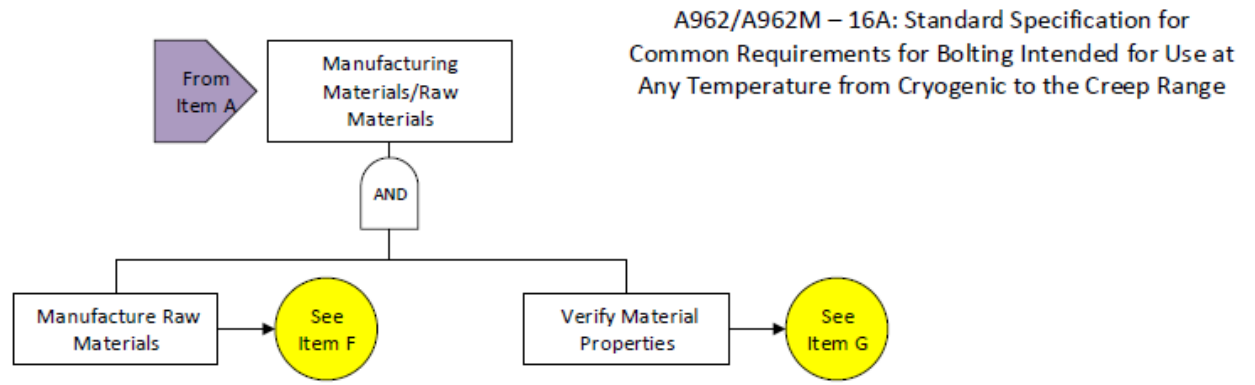 A962/A962M – 16A: Standard Specification for
Common Requirements for Bolting Intended for Use at
Any Temperature from Cryogenic to the Creep Range
From
Item A
Manufacturing
Materials/Raw
Materials
AND
Manufacture Raw
Materials
See
Item F
Verify Material
Properties
See
Item G